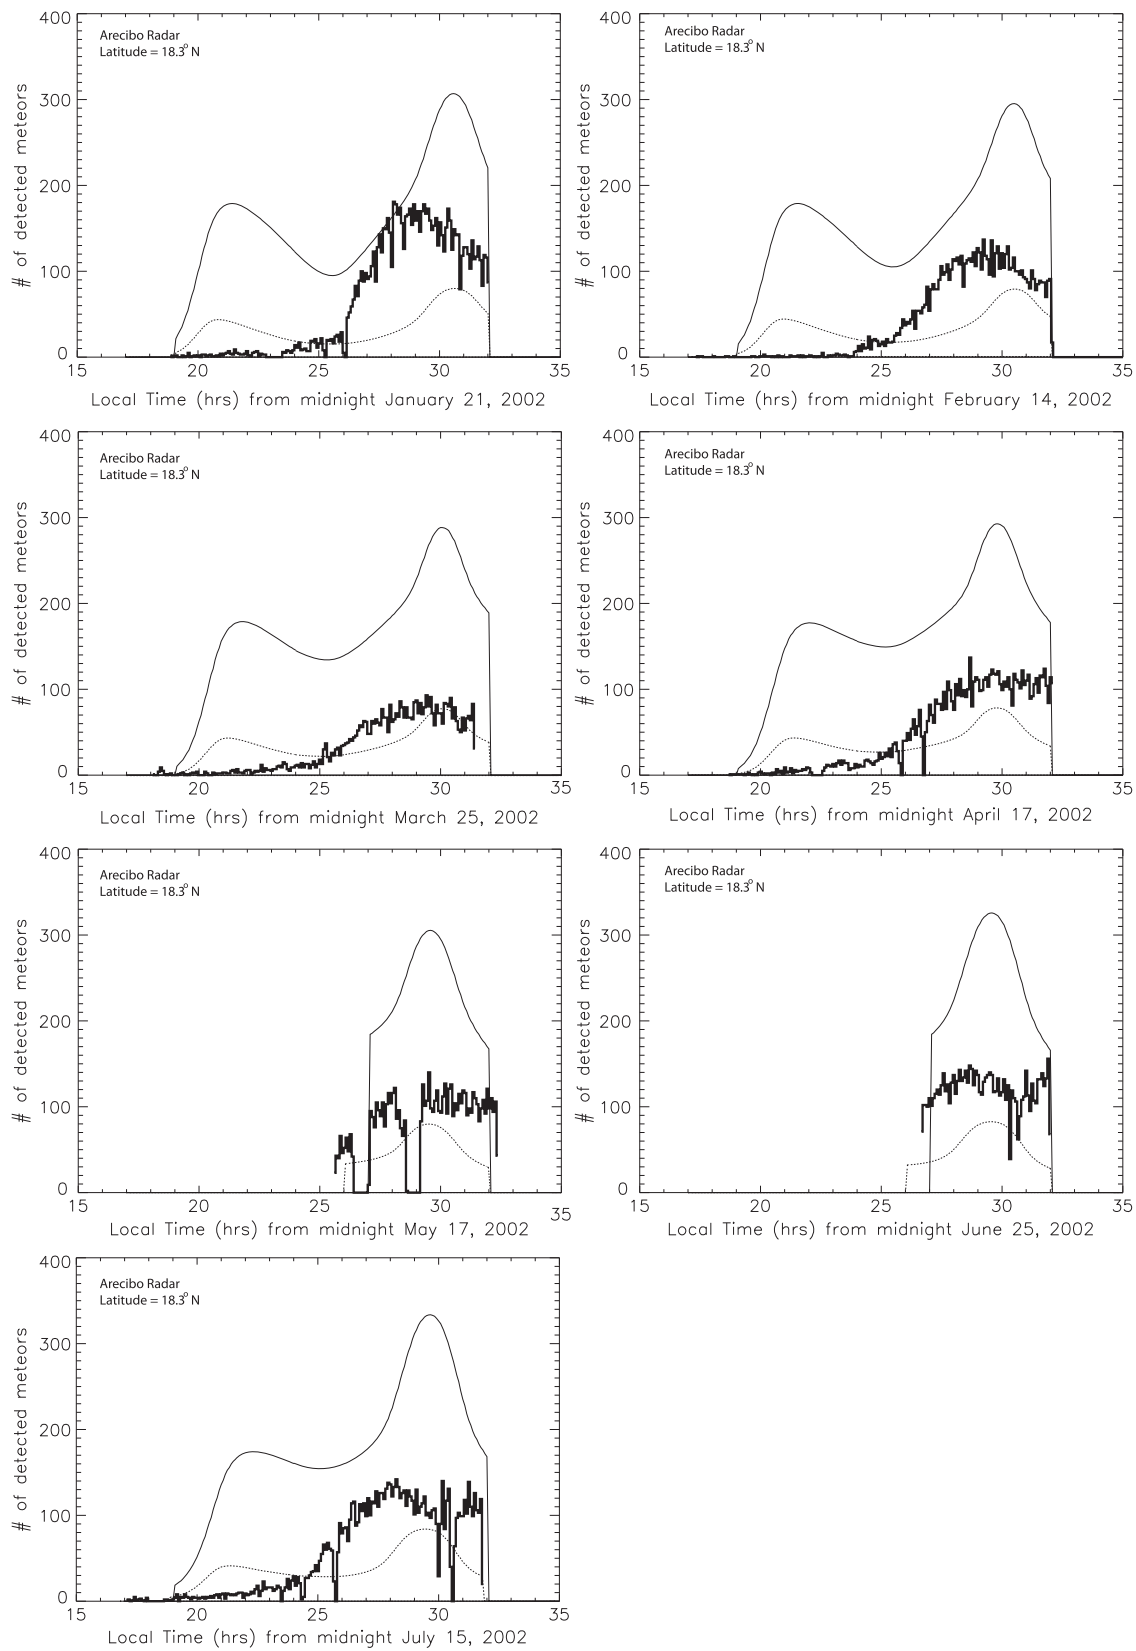 400
300
200
100
0
# of detected meteors
Arecibo Radar
Latitude = 18.3° N
15 20 25 30 35
Local Time (hrs) from midnight January 21, 2002
400
300
200
100
0
# of detected meteors
Arecibo Radar
Latitude = 18.3° N
15 20 25 30 35
Local Time (hrs) from midnight February 14, 2002
400
300
200
100
0
# of detected meteors
Arecibo Radar
Latitude = 18.3° N
15 20 25 30 35
Local Time (hrs) from midnight March 25, 2002
400
300
200
100
0
# of detected meteors
Arecibo Radar
Latitude = 18.3° N
15 20 25 30 35
Local Time (hrs) from midnight April 17, 2002
400
300
200
100
0
# of detected meteors
Arecibo Radar
Latitude = 18.3° N
15 20 25 30 35
Local Time (hrs) from midnight May 17, 2002
400
300
200
100
0
# of detected meteors
Arecibo Radar
Latitude = 18.3° N
15 20 25 30 35
Local Time (hrs) from midnight June 25, 2002
400
300
200
100
0
# of detected meteors
Arecibo Radar
Latitude = 18.3° N
15 20 25 30 35
Local Time (hrs) from midnight July 15, 2002